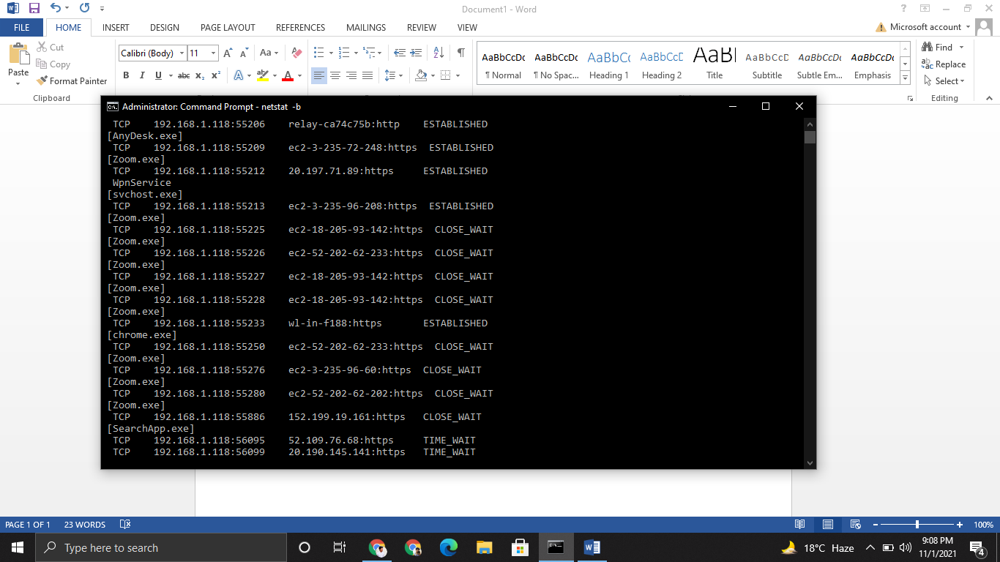 Document1 - Word
FILE HOME INSERT DESIGN PAGE LAYOUT REFERENCES MAILINGS REVIEW VIEW Microsoft account
Cut
Copy
Format Painter
Paste
Clipboard
Calibri (Body) 11
B I U abc x₂ x²
AaBbCcDc AaBbCcDc AaBbCc AaBbCcD AaBl AaBbCcD AaBbCcDc AaBbCcDc
¶ Normal ¶ No Spac... Heading 1 Heading 2 Title Subtitle Subtle Em... Emphasis
Find
Replace
Select
Editing
Administrator: Command Prompt - netstat -b
TCP 192.168.1.118:55206 relay-ca74c75b:http ESTABLISHED
[AnyDesk.exe]
TCP 192.168.1.118:55209 ec2-3-235-72-248:https ESTABLISHED
[Zoom.exe]
TCP 192.168.1.118:55212 20.197.71.89:https ESTABLISHED
WpnService
[svchost.exe]
TCP 192.168.1.118:55213 ec2-3-235-96-208:https ESTABLISHED
[Zoom.exe]
TCP 192.168.1.118:55225 ec2-18-205-93-142:https CLOSE_WAIT
[Zoom.exe]
TCP 192.168.1.118:55226 ec2-52-202-62-233:https CLOSE_WAIT
[Zoom.exe]
TCP 192.168.1.118:55227 ec2-18-205-93-142:https CLOSE_WAIT
[Zoom.exe]
TCP 192.168.1.118:55228 ec2-18-205-93-142:https CLOSE_WAIT
[Zoom.exe]
TCP 192.168.1.118:55233 wl-in-f188:https ESTABLISHED
[chrome.exe]
TCP 192.168.1.118:55250 ec2-52-202-62-233:https CLOSE_WAIT
[Zoom.exe]
TCP 192.168.1.118:55276 ec2-3-235-96-60:https CLOSE_WAIT
[Zoom.exe]
TCP 192.168.1.118:55280 ec2-52-202-62-202:https CLOSE_WAIT
[Zoom.exe]
TCP 192.168.1.118:55886 152.199.19.161:https CLOSE_WAIT
[SearchApp.exe]
TCP 192.168.1.118:56095 52.109.76.68:https TIME_WAIT
TCP 192.168.1.118:56099 20.190.145.141:https TIME_WAIT
PAGE 1 OF 1 23 WORDS 100%
Type here to search
18°C Haze
9:08 PM
11/1/2021
4